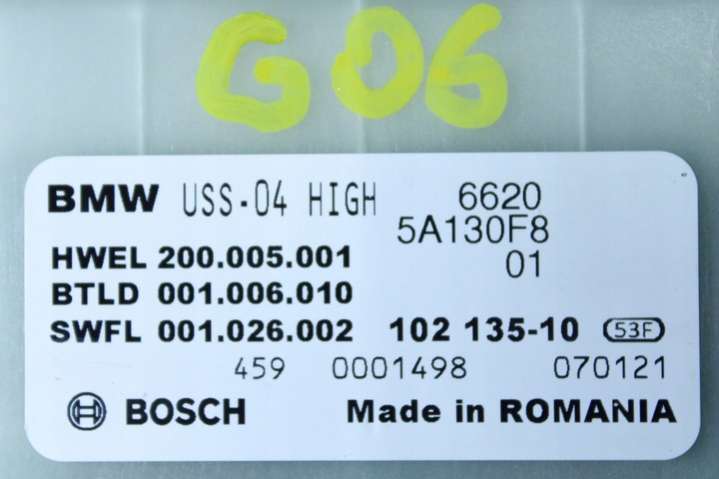 G06
BMW USS-04 HIGH 6620
5A130F8
HWEL 200.005.001 01
BTLD 001.006.010
SWFL 001.026.002 102 135-10 53F
459 0001498 070121
BOSCH Made in ROMANIA